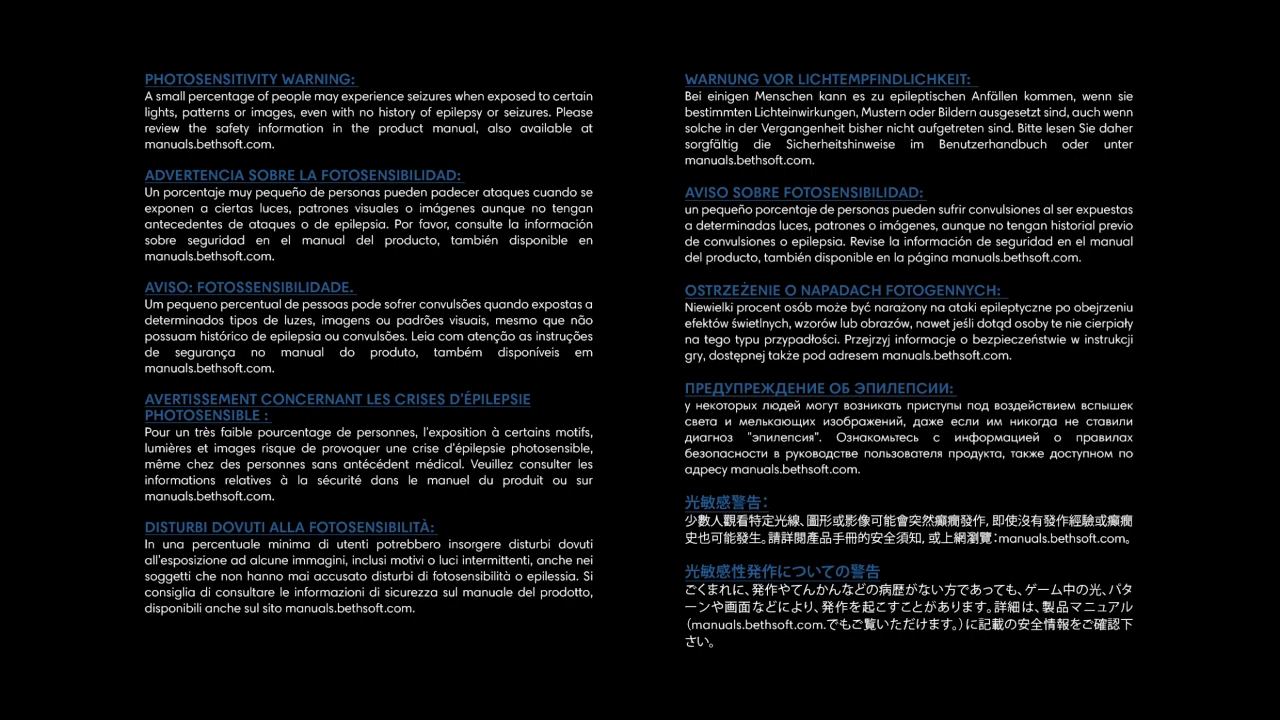 PHOTOSENSITIVITY WARNING:
A small percentage of people may experience seizures when exposed to certain
lights, patterns or images, even with no history of epilepsy or seizures. Please
review the safety information in the product manual, also available at
manuals.bethsoft.com.
ADVERTENCIA SOBRE LA FOTOSENSIBILIDAD:
Un porcentaje muy pequeño de personas pueden padecer ataques cuando se
exponen a ciertas luces, patrones visuales o imágenes aunque no tengan
antecedentes de ataques o de epilepsia. Por favor, consulte la información
sobre seguridad en el manual del producto, también disponible en
manuals.bethsoft.com.
AVISO: FOTOSSENSIBILIDADE.
Um pequeno percentual de pessoas pode sofrer convulsões quando expostas a
determinados tipos de luzes, imagens ou padrões visuais, mesmo que não
possuam histórico de epilepsia ou convulsões. Leia com atenção as instruções
de segurança no manual do produto, também disponíveis em
manuals.bethsoft.com.
AVERTISSEMENT CONCERNANT LES CRISES D'ÉPILEPSIE
PHOTOSENSIBLE :
Pour un très faible pourcentage de personnes, l'exposition à certains motifs,
lumières et images risque de provoquer une crise d'épilepsie photosensible,
même chez des personnes sans antécédent médical. Veuillez consulter les
informations relatives à la sécurité dans le manuel du produit ou sur
manuals.bethsoft.com.
DISTURBI DOVUTI ALLA FOTOSENSIBILITÀ:
In una percentuale minima di utenti potrebbero insorgere disturbi dovuti
all'esposizione ad alcune immagini, inclusi motivi o luci intermittenti, anche nei
soggetti che non hanno mai accusato disturbi di fotosensibilità o epilessia. Si
consiglia di consultare le informazioni di sicurezza sul manuale del prodotto,
disponibili anche sul sito manuals.bethsoft.com.
WARNUNG VOR LICHTEMPFINDLICHKEIT:
Bei einigen Menschen kann es zu epileptischen Anfällen kommen, wenn sie
bestimmten Lichteinwirkungen, Mustern oder Bildern ausgesetzt sind, auch wenn
solche in der Vergangenheit bisher nicht aufgetreten sind. Bitte lesen Sie daher
sorgfältig die Sicherheitshinweise im Benutzerhandbuch oder unter
manuals.bethsoft.com.
AVISO SOBRE FOTOSENSIBILIDAD:
un pequeño porcentaje de personas pueden sufrir convulsiones al ser expuestas
a determinadas luces, patrones o imágenes, aunque no tengan historial previo
de convulsiones o epilepsia. Revise la información de seguridad en el manual
del producto, también disponible en la página manuals.bethsoft.com.
OSTRZEŻENIE O NAPADACH FOTOGENNYCH:
Niewielki procent osób może być narażony na ataki epileptyczne po obejrzeniu
efektów świetlnych, wzorów lub obrazów, nawet jeśli dotąd osoby te nie cierpiały
na tego typu przypadłości. Przejrzyj informacje o bezpieczeństwie w instrukcji
gry, dostępnej także pod adresem manuals.bethsoft.com.
ПРЕДУПРЕЖДЕНИЕ ОБ ЭПИЛЕПСИИ:
у некоторых людей могут возникать приступы под воздействием вспышек
света и мелькающих изображений, даже если им никогда не ставили
диагноз "эпилепсия". Ознакомьтесь с информацией о правилах
безопасности в руководстве пользователя продукта, также доступном по
адресу manuals.bethsoft.com.
光敏感警告：
少數人觀看特定光線、圖形或影像可能會突然癲癇發作, 即使沒有發作經驗或癲癇
史也可能發生。請詳閱產品手冊的安全須知, 或上網瀏覽：manuals.bethsoft.com。
光敏感性発作についての警告
ごくまれに、発作やてんかんなどの病歴がない方であっても、ゲーム中の光、パタ
ーンや画面などにより、発作を起こすことがあります。詳細は、製品マニュアル
（manuals.bethsoft.com.でもご覧いただけます。）に記載の安全情報をご確認下
さい。